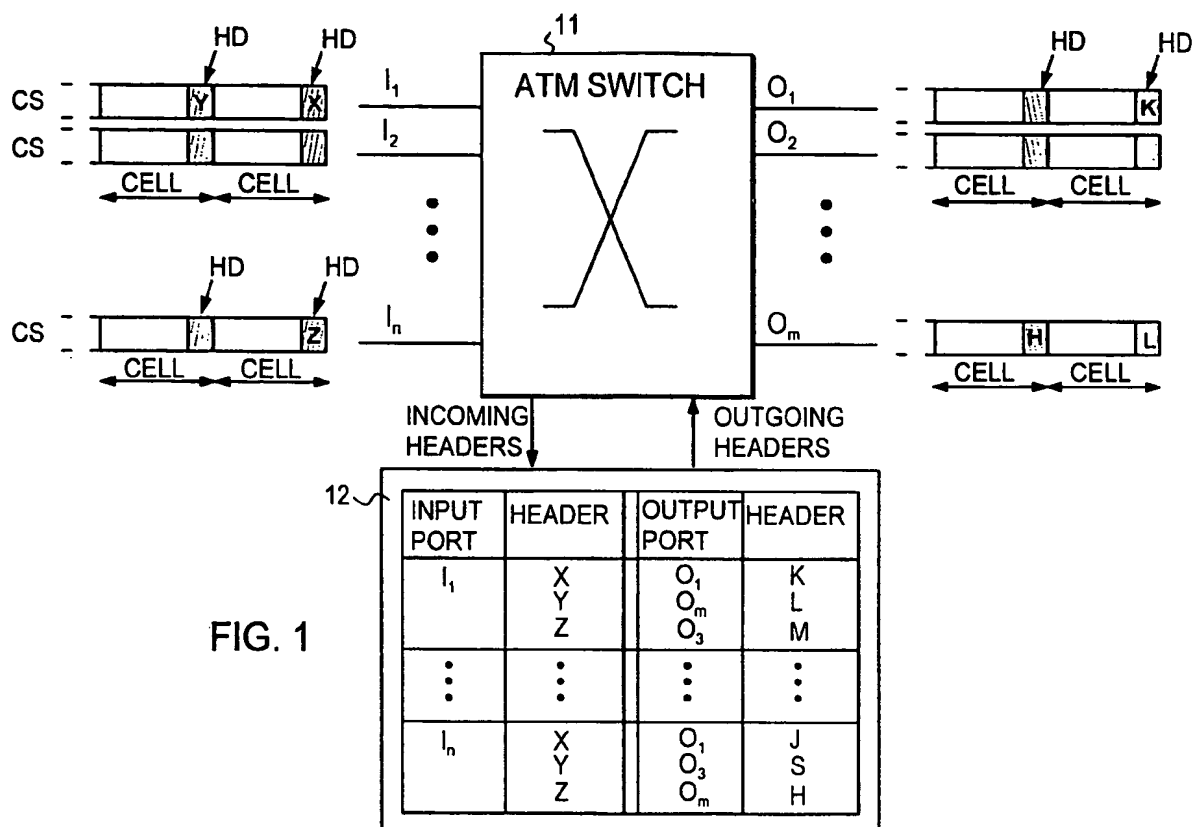 11
HD HD HD HD
ATM SWITCH
CS Y X I₁ O₁ K
CS I₂ O₂
CELL CELL CELL CELL
HD HD
CS Z Iₙ Oₘ H L
CELL CELL CELL CELL
INCOMING HEADERS
OUTGOING HEADERS
12
INPUT PORT HEADER OUTPUT PORT HEADER
I₁ X O₁ K
Y Oₘ L
Z O₃ M
Iₙ X O₁ J
Y O₃ S
Z Oₘ H
FIG. 1